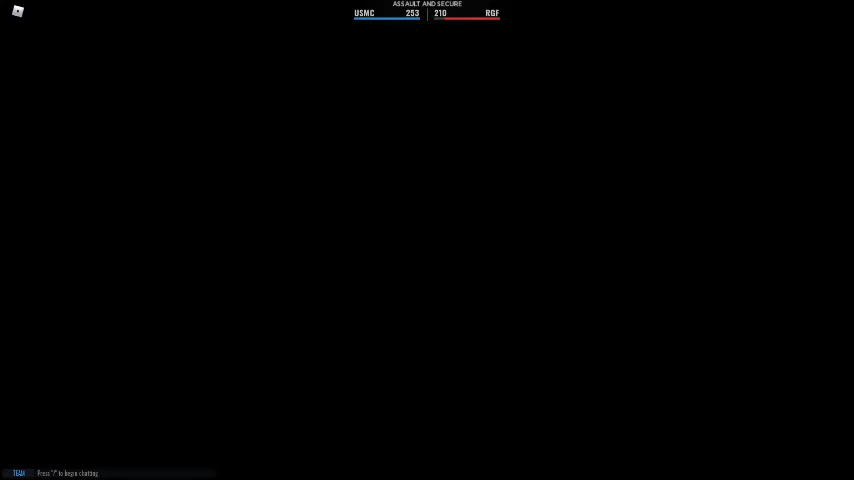 ASSAULT AND SECURE
USMC 253 210 RGF
TEAM Press "/" to begin chatting